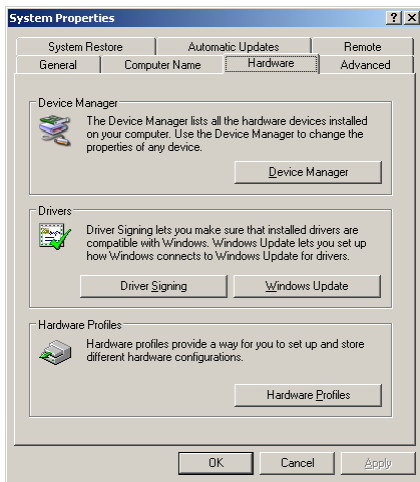 System Properties
System Restore
Automatic Updates
Remote
General
Computer Name
Hardware
Advanced
Device Manager
The Device Manager lists all the hardware devices installed
on your computer. Use the Device Manager to change the
properties of any device.
Device Manager
Drivers
Driver Signing lets you make sure that installed drivers are
compatible with Windows. Windows Update lets you set up
how Windows connects to Windows Update for drivers.
Driver Signing
Windows Update
Hardware Profiles
Hardware profiles provide a way for you to set up and store
different hardware configurations.
Hardware Profiles
OK
Cancel
Apply